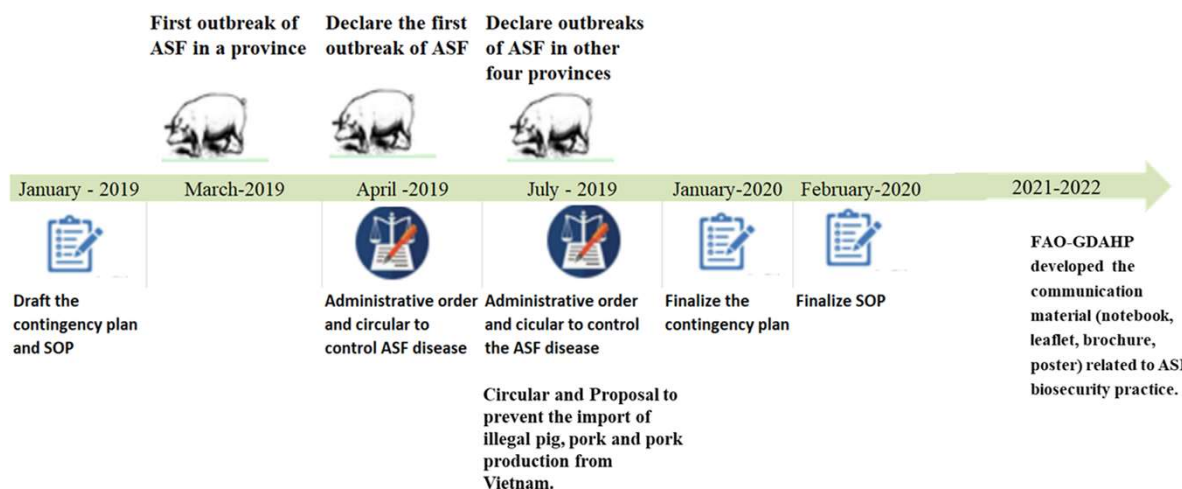 First outbreak of
ASF in a province
Declare the first
outbreak of ASF
Declare outbreaks
of ASF in other
four provinces
January - 2019
March-2019
April -2019
July - 2019
January-2020
February-2020
2021-2022
Draft the
contingency plan
and SOP
Administrative order
and circular to
control ASF disease
Administrative order
and cicular to control
the ASF disease
Circular and Proposal to
prevent the import of
illegal pig, pork and pork
production from
Vietnam.
Finalize the
contingency plan
Finalize SOP
FAO-GDAHP
developed the
communication
material (notebook,
leaflet, brochure,
poster) related to
biosecurity practice.